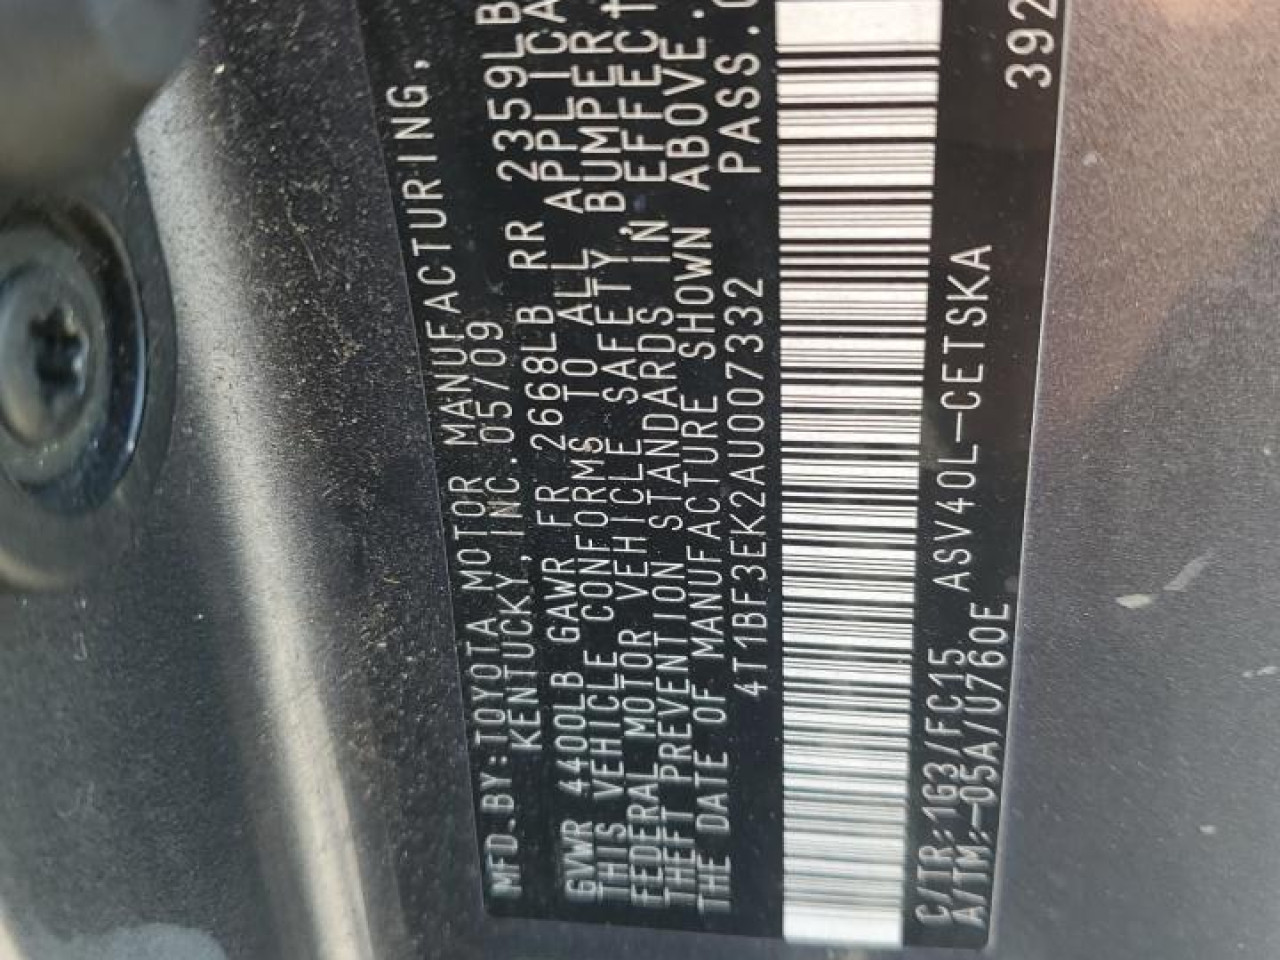 MFD.BY:TOYOTA MOTOR MANUFACTURING,
KENTUCKY, INC. 05/09
GVWR 4400LB GAWR FR 2668LB RR 2359LB
THIS VEHICLE CONFORMS TO ALL APPLICA
FEDERAL MOTOR VEHICLE SAFETY, BUMPER,
THEFT PREVENTION STANDARDS IN EFFECT
THE DATE OF MANUFACTURE SHOWN ABOVE.
4T1BF3EK2AU007332 PASS.
C/TR:1G3/FC15 ASV40L-CETSKA 392
A/TM:-05A/U760E